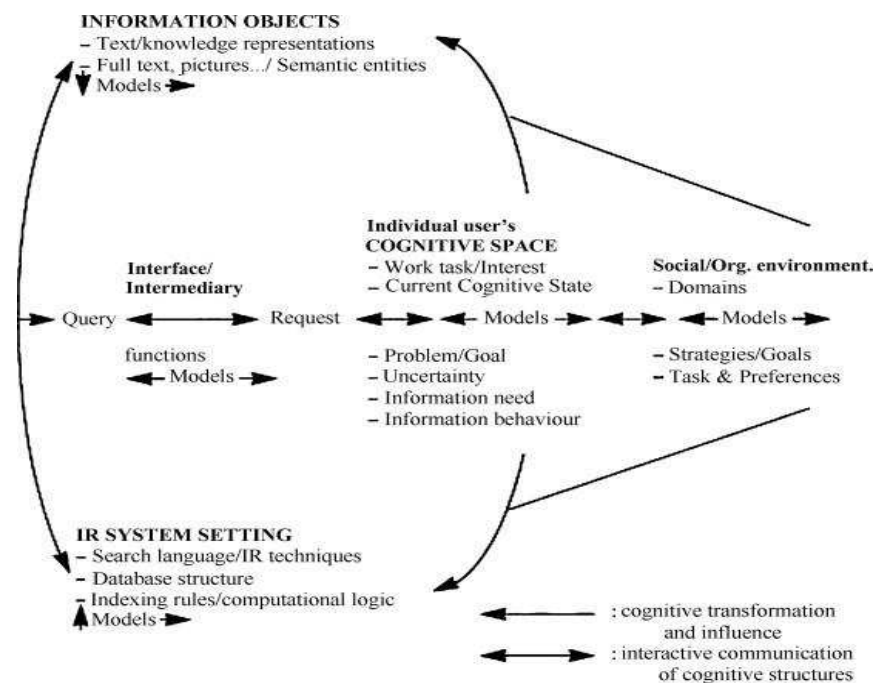 INFORMATION OBJECTS
– Text/knowledge representations
– Full text, pictures.../ Semantic entities
Models
Individual user's
COGNITIVE SPACE
– Work task/Interest
– Current Cognitive State
Interface/
Intermediary
Social/Org. environment.
– Domains
Query
Request
Models
Models
functions
Models
– Problem/Goal
– Uncertainty
– Information need
– Information behaviour
– Strategies/Goals
– Task & Preferences
IR SYSTEM SETTING
– Search language/IR techniques
– Database structure
– Indexing rules/computational logic
Models
: cognitive transformation
and influence
: interactive communication
of cognitive structures